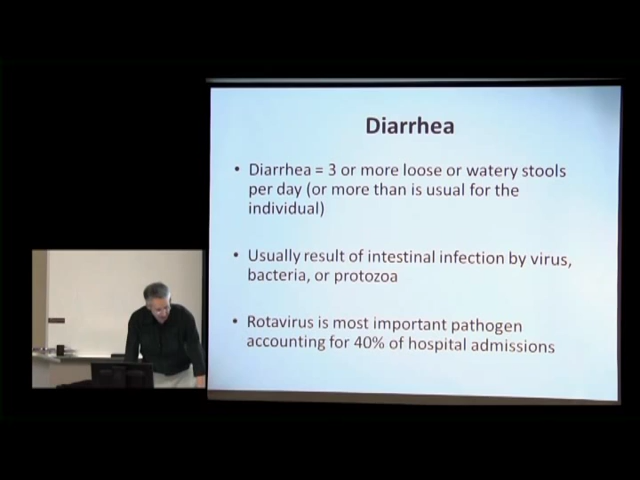 Diarrhea
• Diarrhea = 3 or more loose or watery stools
per day (or more than is usual for the
individual)
• Usually result of intestinal infection by virus,
bacteria, or protozoa
• Rotavirus is most important pathogen
accounting for 40% of hospital admissions